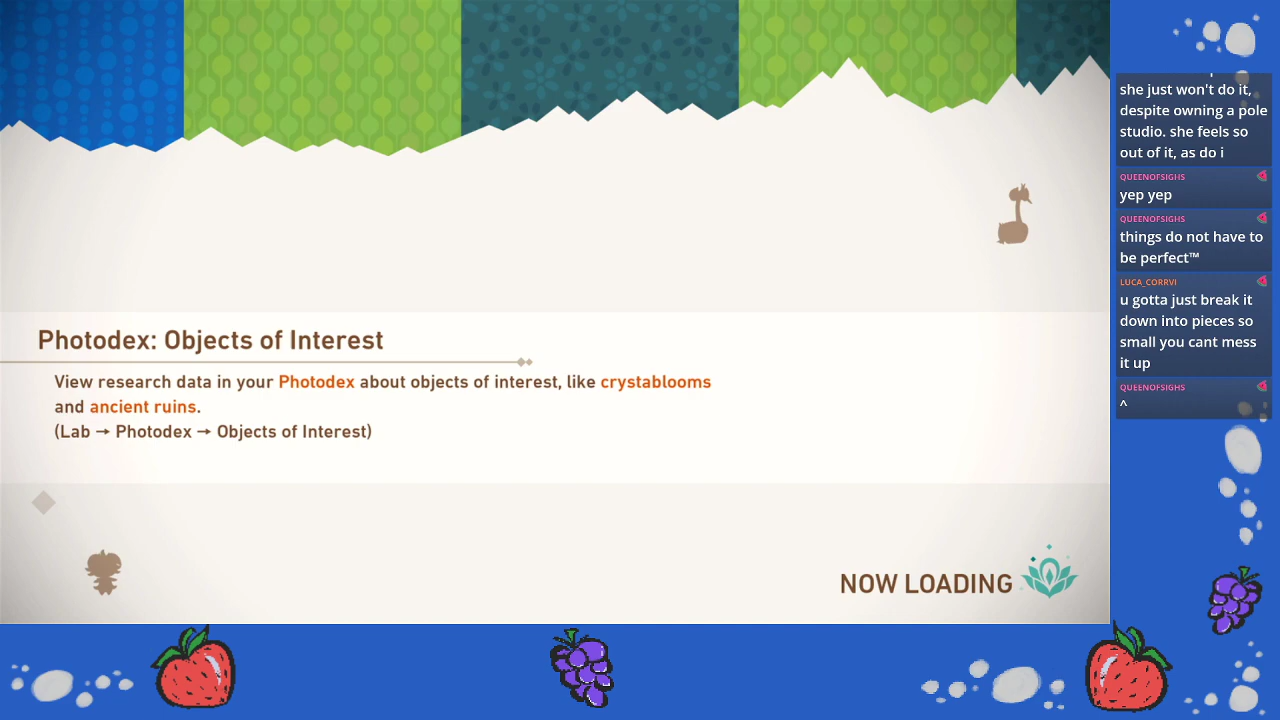 Photodex: Objects of Interest
View research data in your Photodex about objects of interest, like crystablooms
and ancient ruins.
(Lab → Photodex → Objects of Interest)
NOW LOADING
she just won't do it,
despite owning a pole
studio. she feels so
out of it, as do i
QUEENOFSIGHS
yep yep
QUEENOFSIGHS
things do not have to
be perfect™
LUCA_CORRVI
u gotta just break it
down into pieces so
small you cant mess
it up
QUEENOFSIGHS
^